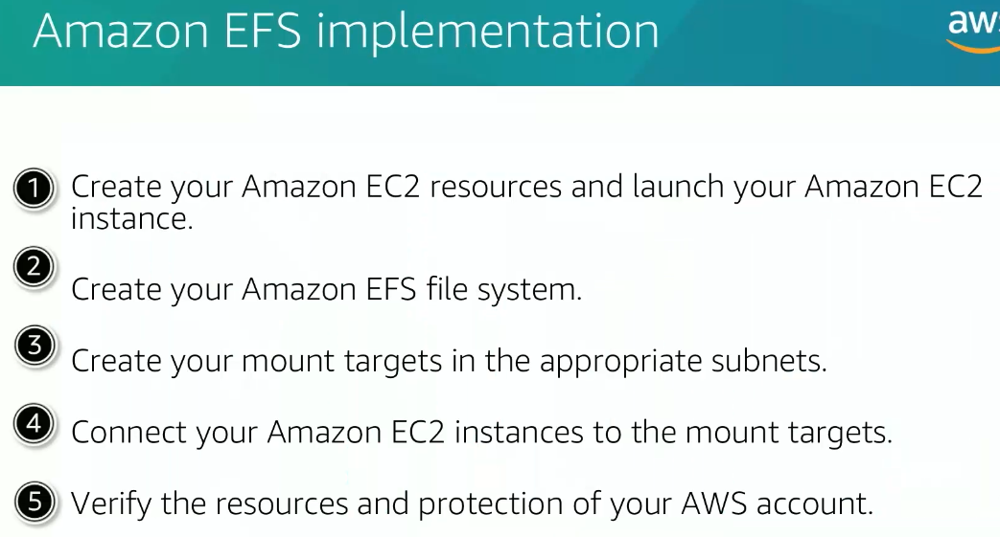 Amazon EFS implementation
aws
1 Create your Amazon EC2 resources and launch your Amazon EC2
instance.
2
Create your Amazon EFS file system.
3
Create your mount targets in the appropriate subnets.
4 Connect your Amazon EC2 instances to the mount targets.
5 Verify the resources and protection of your AWS account.